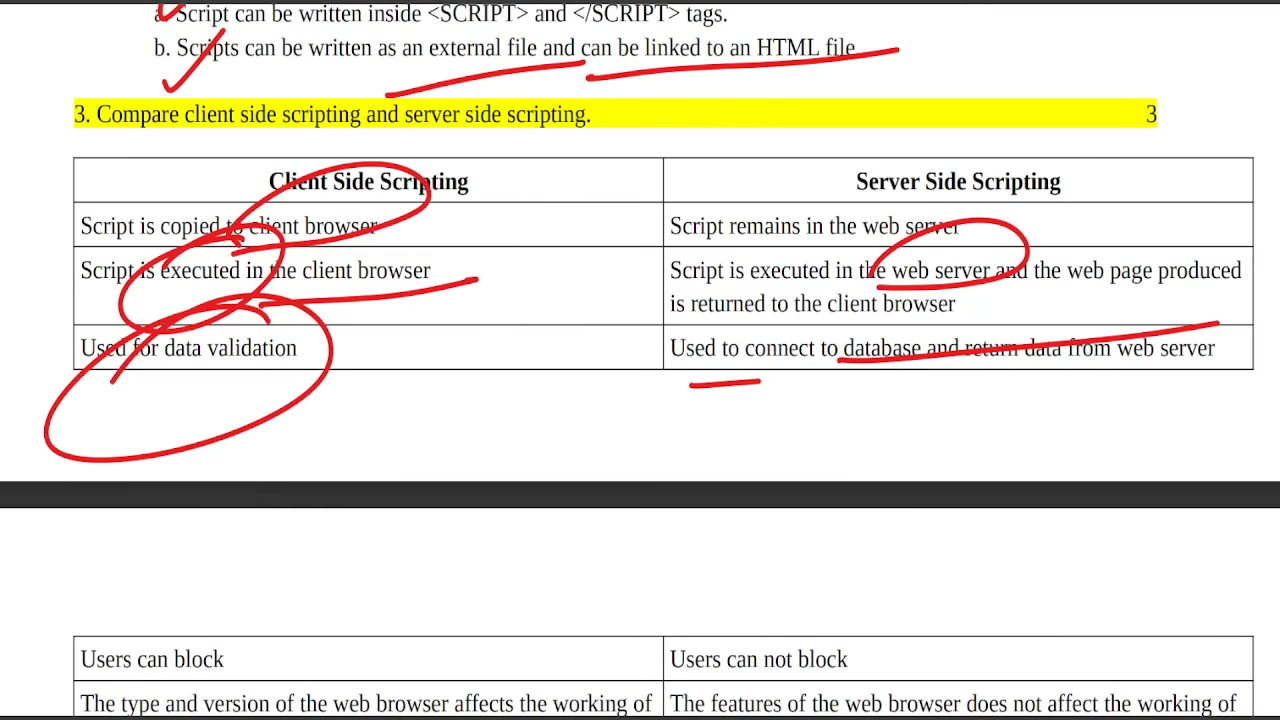 a. Script can be written inside <SCRIPT> and </SCRIPT> tags.
b. Scripts can be written as an external file and can be linked to an HTML file
3. Compare client side scripting and server side scripting. 3
Client Side Scripting Server Side Scripting
Script is copied to client browser Script remains in the web server
Script is executed in the client browser Script is executed in the web server and the web page produced
is returned to the client browser
Used for data validation Used to connect to database and return data from web server
Users can block Users can not block
The type and version of the web browser affects the working of The features of the web browser does not affect the working of